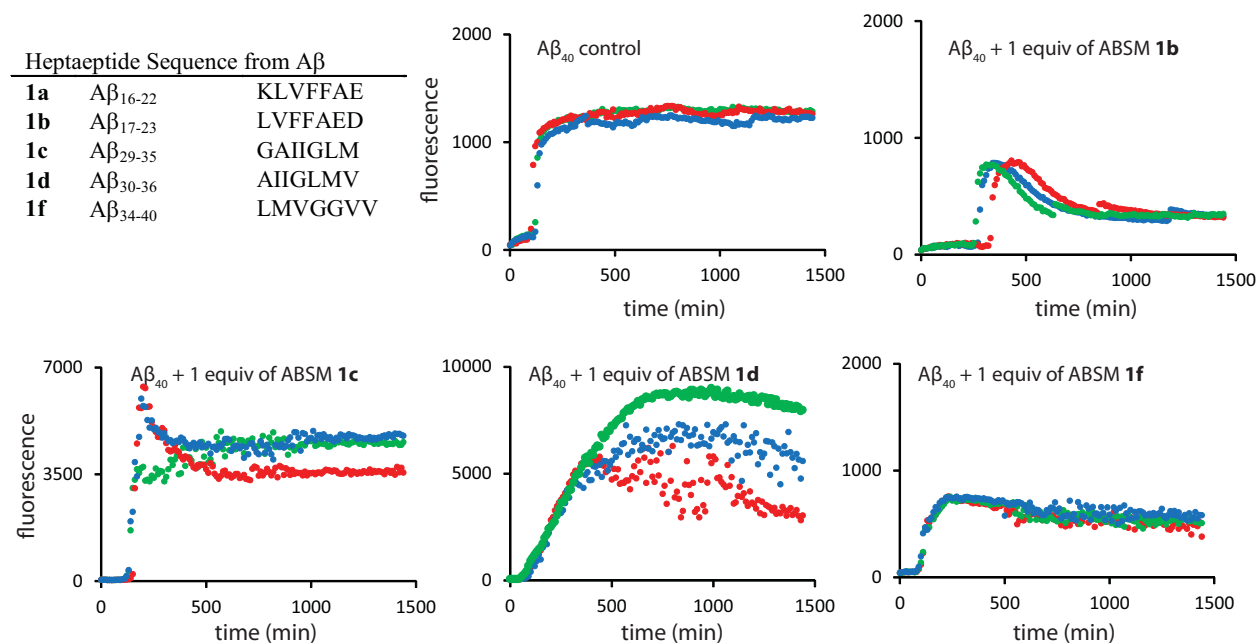 Heptaeptide Sequence from Aβ
1a Aβ16-22 KLVFFAE
1b Aβ17-23 LVFFAED
1c Aβ29-35 GAIIGLM
1d Aβ30-36 AIIGLMV
1f Aβ34-40 LMVGGVV
Aβ40 control
2000
1000
0
fluorescence
0 500 1000 1500
time (min)
Aβ40 + 1 equiv of ABSM 1b
2000
1000
0
0 500 1000 1500
time (min)
Aβ40 + 1 equiv of ABSM 1c
7000
3500
0
fluorescence
0 500 1000 1500
time (min)
Aβ40 + 1 equiv of ABSM 1d
10000
5000
0
0 500 1000 1500
time (min)
Aβ40 + 1 equiv of ABSM 1f
2000
1000
0
0 500 1000 1500
time (min)